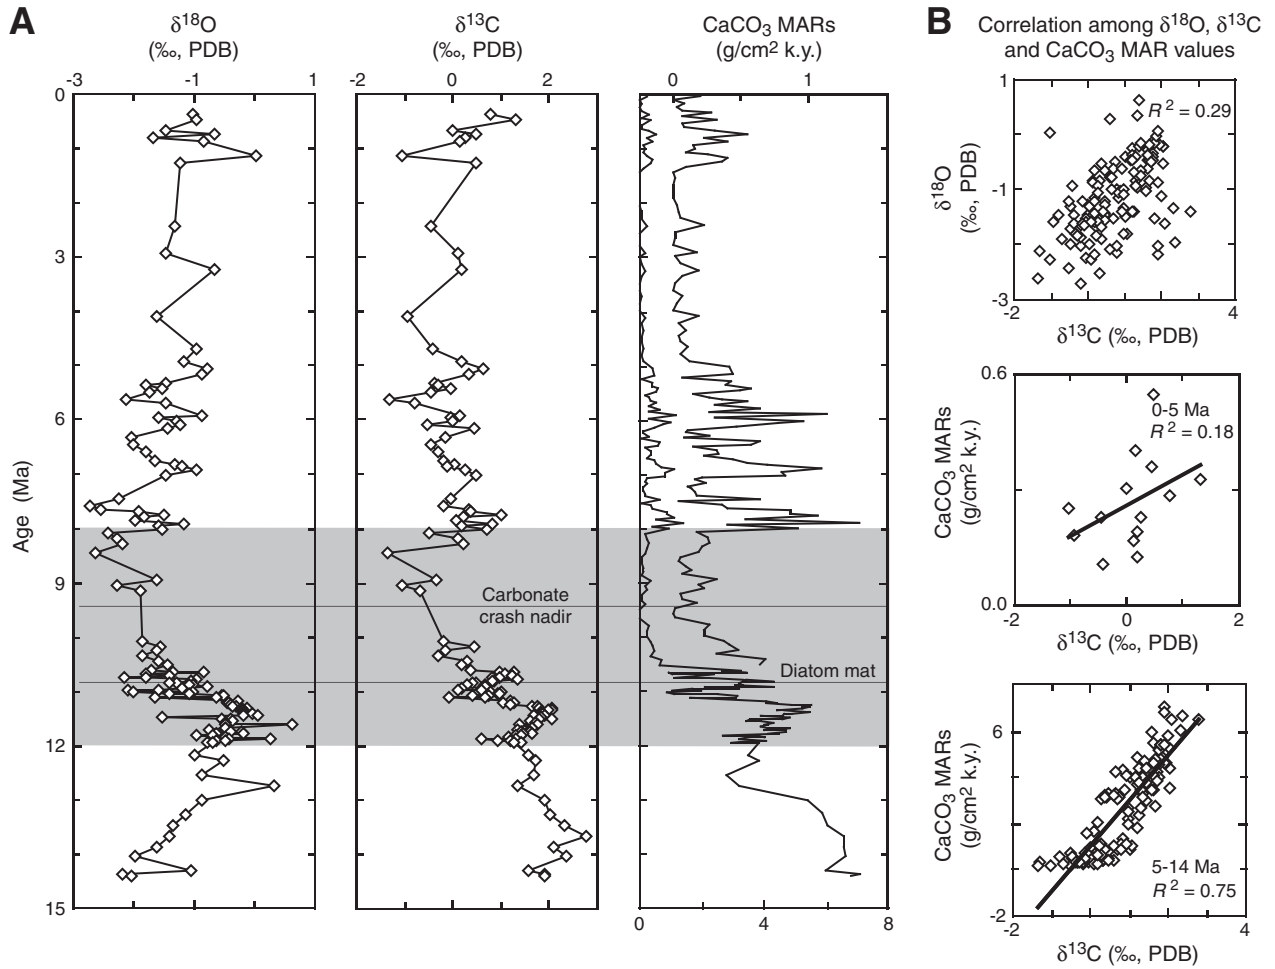 A
δ18O
(‰, PDB)
-3 -1 1
δ13C
(‰, PDB)
-2 0 2
CaCO3 MARs
(g/cm2 k.y.)
0 1
0
3
6
9
12
15
Age (Ma)
Carbonate
crash nadir
Diatom mat
0 4 8
B
Correlation among δ18O, δ13C
and CaCO3 MAR values
1
-1
-3
δ18O
(‰, PDB)
R2 = 0.29
-2 4
δ13C (‰, PDB)
0.6
0.0
CaCO3 MARs
(g/cm2 k.y.)
0-5 Ma
R2 = 0.18
-2 0 2
δ13C (‰, PDB)
6
-2
CaCO3 MARs
(g/cm2 k.y.)
5-14 Ma
R2 = 0.75
-2 4
δ13C (‰, PDB)